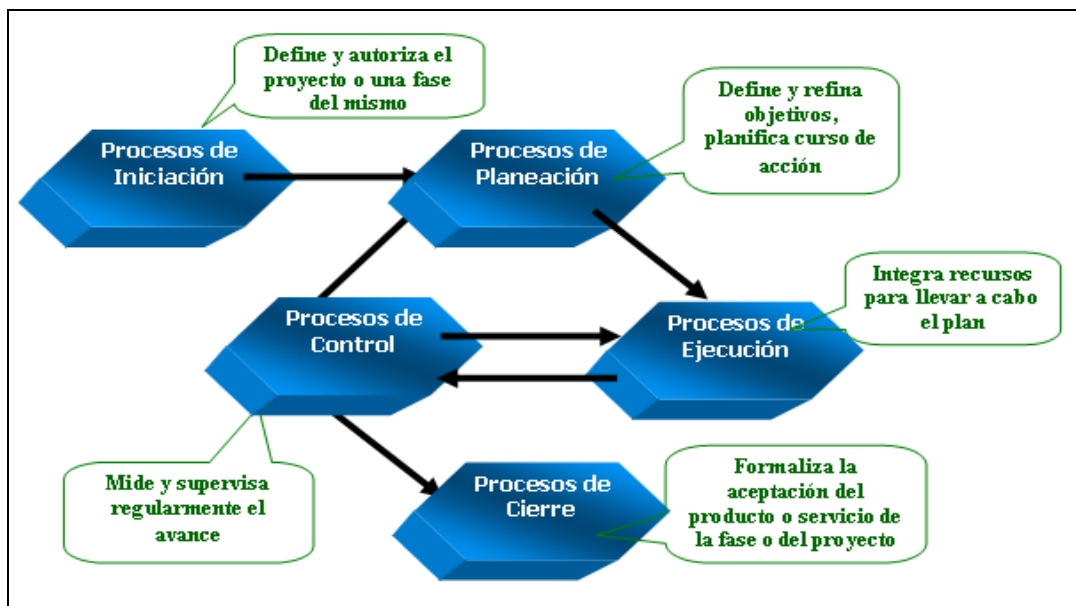 Define y autoriza el
proyecto o una fase
del mismo
Procesos de
Iniciación
Procesos de
Planeación
Define y refina
objetivos,
planifica curso de
acción
Procesos de
Control
Procesos de
Ejecución
Integra recursos
para llevar a cabo
el plan
Mide y supervisa
regularmente el
avance
Procesos de
Cierre
Formaliza la
aceptación del
producto o servicio de
la fase o del proyecto